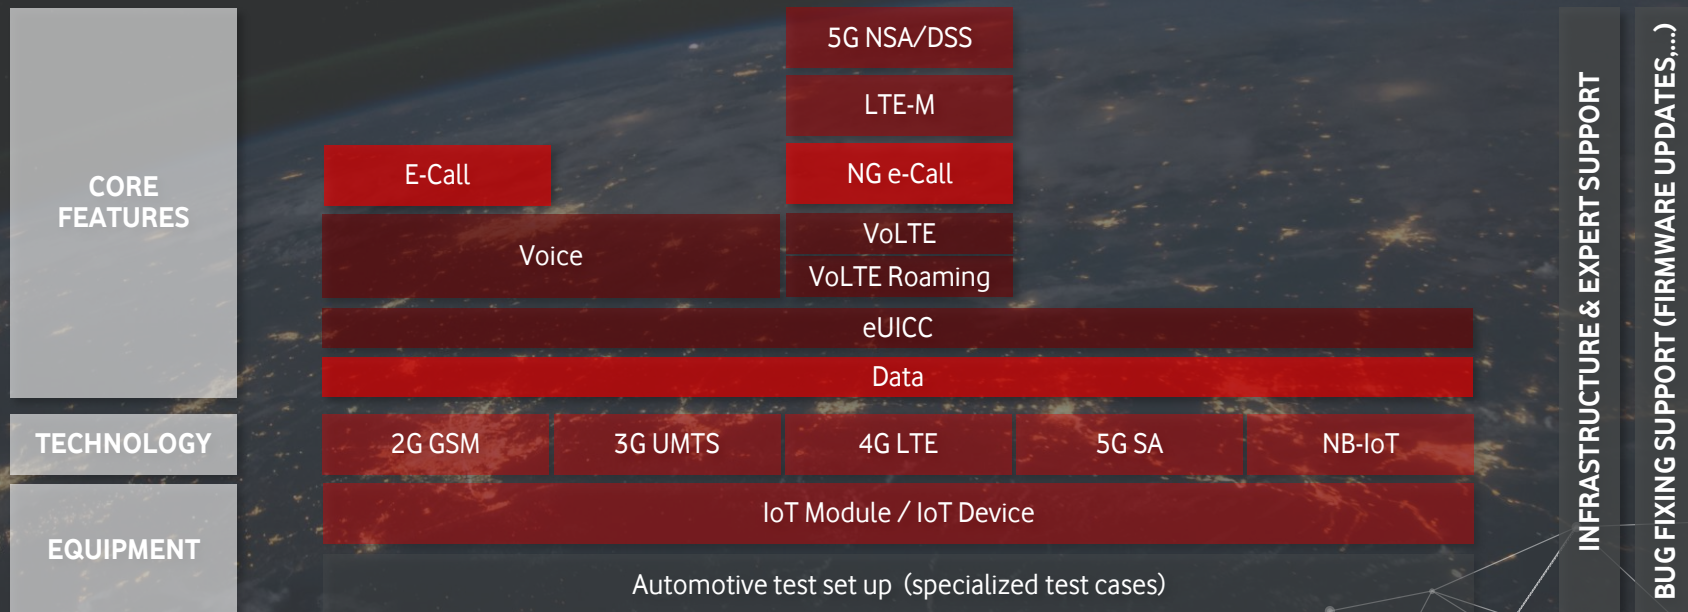 5G NSA/DSS
LTE-M
E-Call
NG e-Call
CORE
FEATURES
Voice
VoLTE
VoLTE Roaming
eUICC
Data
TECHNOLOGY
2G GSM
3G UMTS
4G LTE
5G SA
NB-IoT
EQUIPMENT
IoT Module / IoT Device
Automotive test set up (specialized test cases)
INFRASTRUCTURE & EXPERT SUPPORT
BUG FIXING SUPPORT (FIRMWARE UPDATES,...)